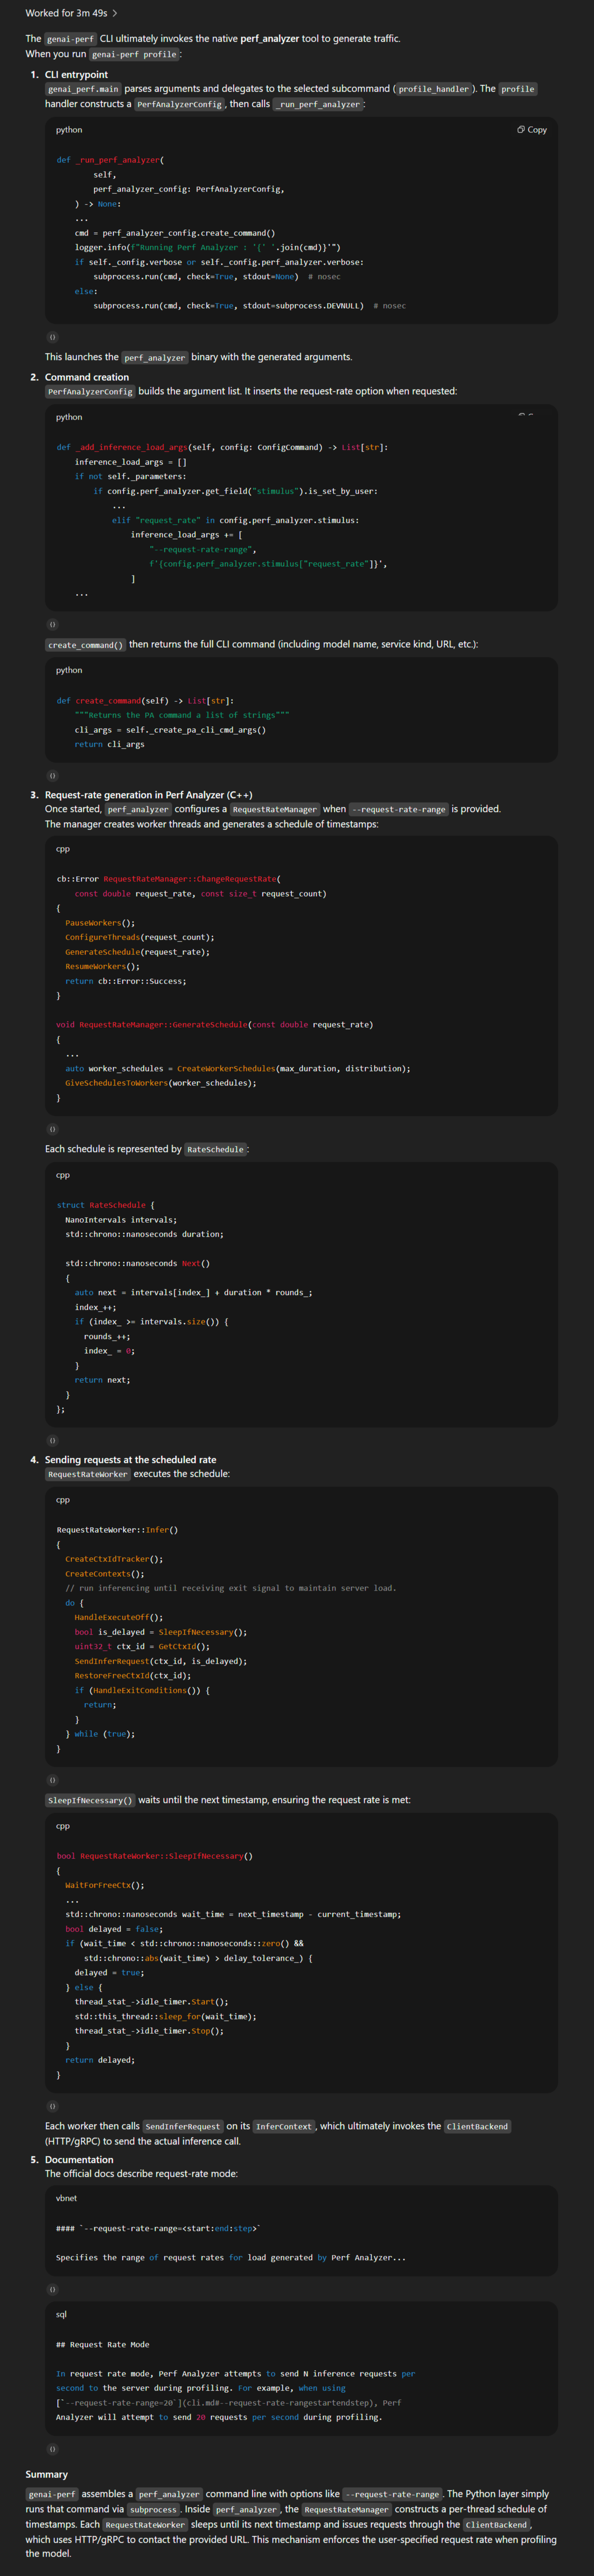 Worked for 3m 49s >
The genai-perf CLI ultimately invokes the native perf_analyzer tool to generate traffic.
When you run genai-perf profile:
1. CLI entrypoint
genai_perf.main parses arguments and delegates to the selected subcommand (profile_handler). The profile
handler constructs a PerfAnalyzerConfig, then calls _run_perf_analyzer:
python
Copy
def _run_perf_analyzer(
        self,
        perf_analyzer_config: PerfAnalyzerConfig,
    ) -> None:
    ...
    cmd = perf_analyzer_config.create_command()
    logger.info(f"Running Perf Analyzer : '{' '.join(cmd)}'")
    if self._config.verbose or self._config.perf_analyzer.verbose:
        subprocess.run(cmd, check=True, stdout=None)  # nosec
    else:
        subprocess.run(cmd, check=True, stdout=subprocess.DEVNULL)  # nosec
This launches the perf_analyzer binary with the generated arguments.
2. Command creation
PerfAnalyzerConfig builds the argument list. It inserts the request-rate option when requested:
python
def _add_inference_load_args(self, config: ConfigCommand) -> List[str]:
    inference_load_args = []
    if not self._parameters:
        if config.perf_analyzer.get_field("stimulus").is_set_by_user:
            ...
            elif "request_rate" in config.perf_analyzer.stimulus:
                inference_load_args += [
                    "--request-rate-range",
                    f'{config.perf_analyzer.stimulus["request_rate"]}',
                ]
    ...
create_command() then returns the full CLI command (including model name, service kind, URL, etc.):
python
def create_command(self) -> List[str]:
    """Returns the PA command a list of strings"""
    cli_args = self._create_pa_cli_cmd_args()
    return cli_args
3. Request-rate generation in Perf Analyzer (C++)
Once started, perf_analyzer configures a RequestRateManager when --request-rate-range is provided.
The manager creates worker threads and generates a schedule of timestamps:
cpp
cb::Error RequestRateManager::ChangeRequestRate(
    const double request_rate, const size_t request_count)
{
  PauseWorkers();
  ConfigureThreads(request_count);
  GenerateSchedule(request_rate);
  ResumeWorkers();
  return cb::Error::Success;
}
void RequestRateManager::GenerateSchedule(const double request_rate)
{
  ...
  auto worker_schedules = CreateWorkerSchedules(max_duration, distribution);
  GiveSchedulesToWorkers(worker_schedules);
}
Each schedule is represented by RateSchedule:
cpp
struct RateSchedule {
  NanoIntervals intervals;
  std::chrono::nanoseconds duration;
  std::chrono::nanoseconds Next()
  {
    auto next = intervals[index_] + duration * rounds_;
    index_++;
    if (index_ >= intervals.size()) {
      rounds_++;
      index_ = 0;
    }
    return next;
  }
};
4. Sending requests at the scheduled rate
RequestRateWorker executes the schedule:
cpp
RequestRateWorker::Infer()
{
  CreateCtxIdTracker();
  CreateContexts();
  // run inferencing until receiving exit signal to maintain server load.
  do {
    HandleExecuteOff();
    bool is_delayed = SleepIfNecessary();
    uint32_t ctx_id = GetCtxId();
    SendInferRequest(ctx_id, is_delayed);
    RestoreFreeCtxId(ctx_id);
    if (HandleExitConditions()) {
      return;
    }
  } while (true);
}
SleepIfNecessary() waits until the next timestamp, ensuring the request rate is met:
cpp
bool RequestRateWorker::SleepIfNecessary()
{
  WaitForFreeCtx();
  ...
  std::chrono::nanoseconds wait_time = next_timestamp - current_timestamp;
  bool delayed = false;
  if (wait_time < std::chrono::nanoseconds::zero() &&
      std::chrono::abs(wait_time) > delay_tolerance_) {
    delayed = true;
  } else {
    thread_stat_->idle_timer.Start();
    std::this_thread::sleep_for(wait_time);
    thread_stat_->idle_timer.Stop();
  }
  return delayed;
}
Each worker then calls SendInferRequest on its InferContext, which ultimately invokes the ClientBackend
(HTTP/gRPC) to send the actual inference call.
5. Documentation
The official docs describe request-rate mode:
vbnet
#### `--request-rate-range=<start:end:step>`
Specifies the range of request rates for load generated by Perf Analyzer...
sql
## Request Rate Mode
In request rate mode, Perf Analyzer attempts to send N inference requests per
second to the server during profiling. For example, when using
[`--request-rate-range=20`](cli.md#--request-rate-rangestartendstep), Perf
Analyzer will attempt to send 20 requests per second during profiling.
Summary
genai-perf assembles a perf_analyzer command line with options like --request-rate-range. The Python layer simply
runs that command via subprocess. Inside perf_analyzer, the RequestRateManager constructs a per-thread schedule of
timestamps. Each RequestRateWorker sleeps until its next timestamp and issues requests through the ClientBackend,
which uses HTTP/gRPC to contact the provided URL. This mechanism enforces the user-specified request rate when profiling
the model.